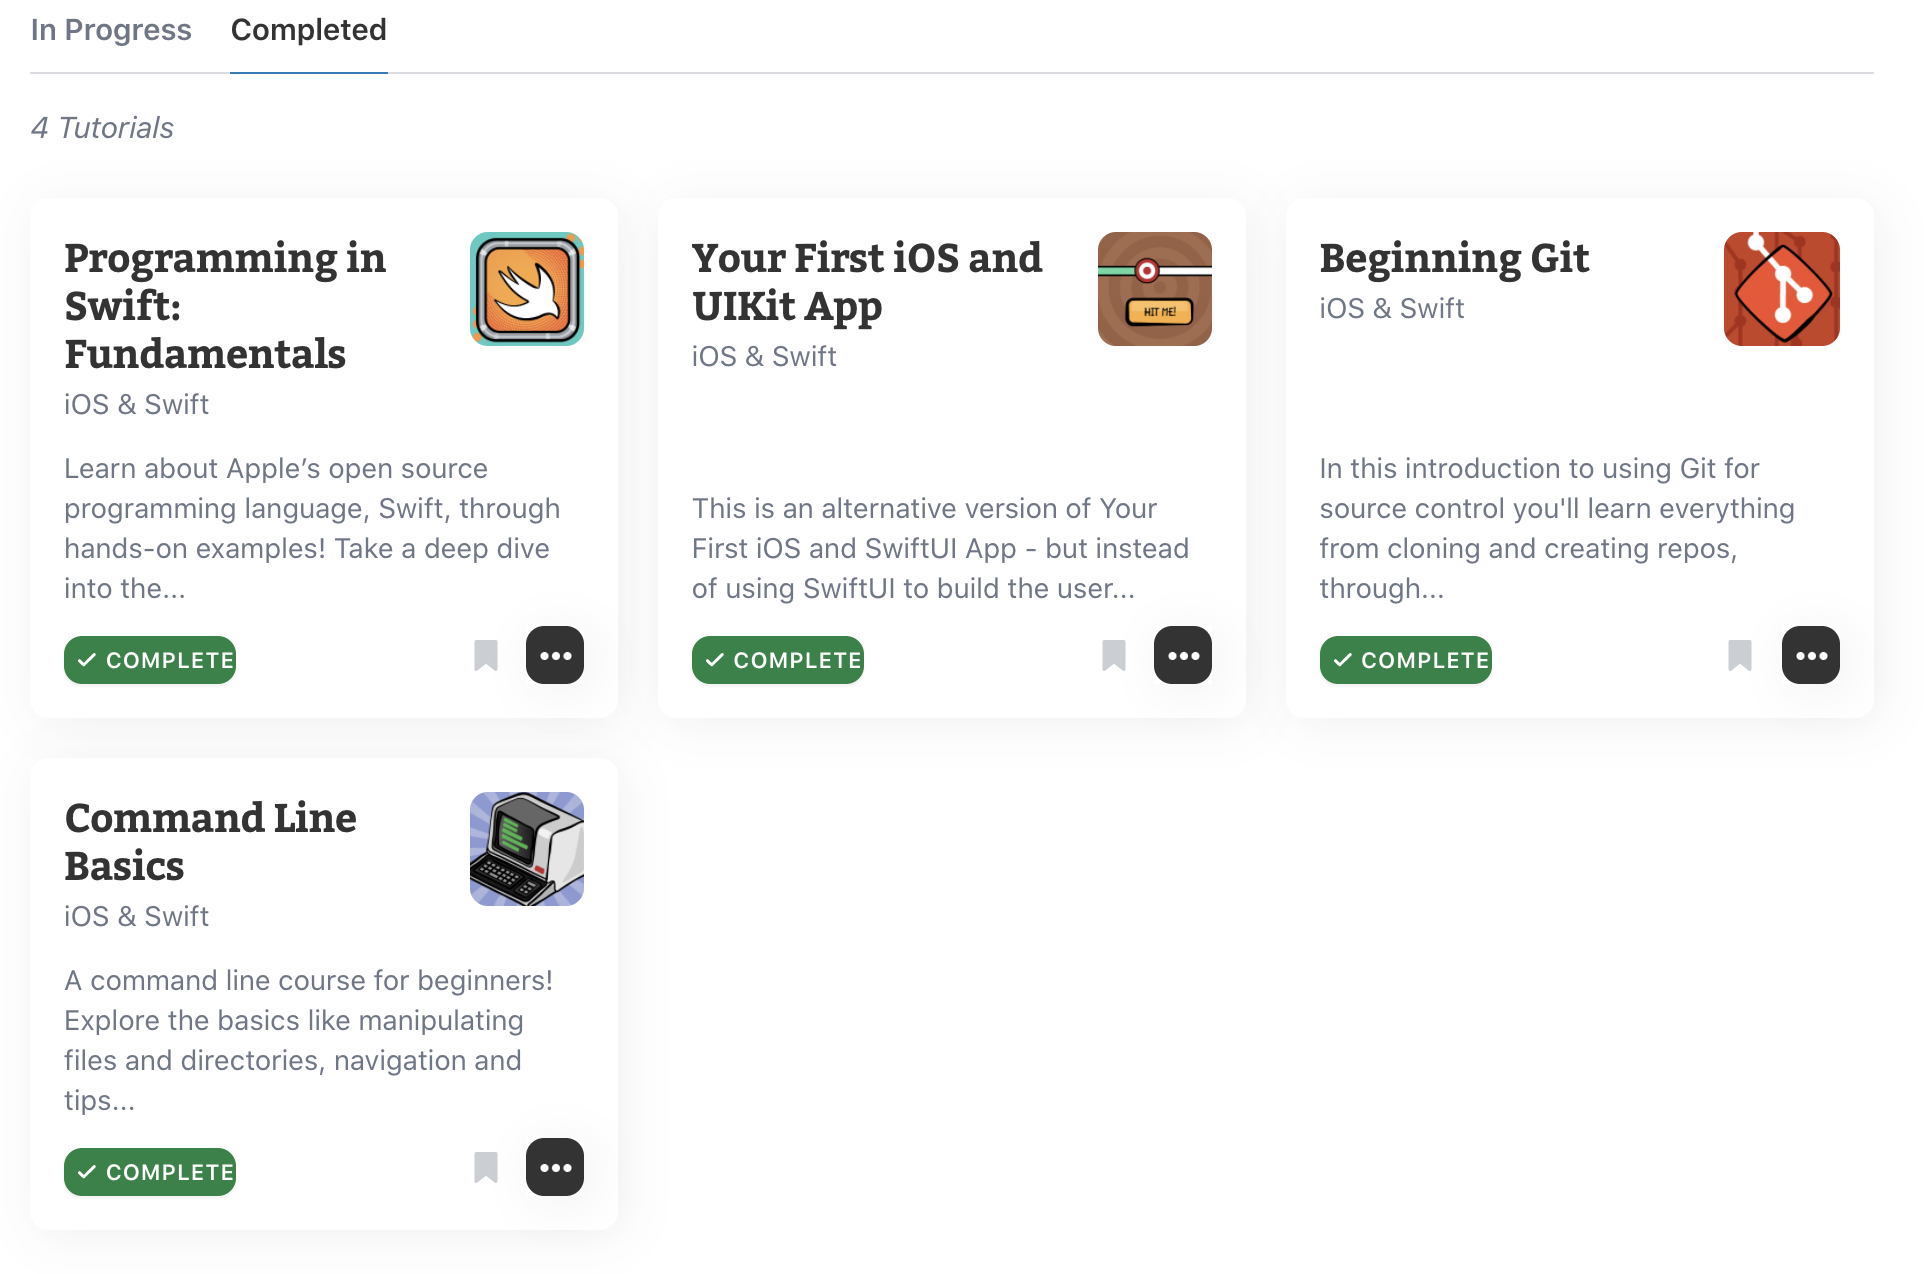 In Progress
Completed
4 Tutorials
Programming in
Swift:
Fundamentals
iOS & Swift
Learn about Apple’s open source
programming language, Swift, through
hands-on examples! Take a deep dive
into the...
COMPLETE
Your First iOS and
UIKit App
iOS & Swift
HIT ME!
This is an alternative version of Your
First iOS and SwiftUI App - but instead
of using SwiftUI to build the user...
COMPLETE
Beginning Git
iOS & Swift
In this introduction to using Git for
source control you'll learn everything
from cloning and creating repos,
through...
COMPLETE
Command Line
Basics
iOS & Swift
A command line course for beginners!
Explore the basics like manipulating
files and directories, navigation and
tips...
COMPLETE